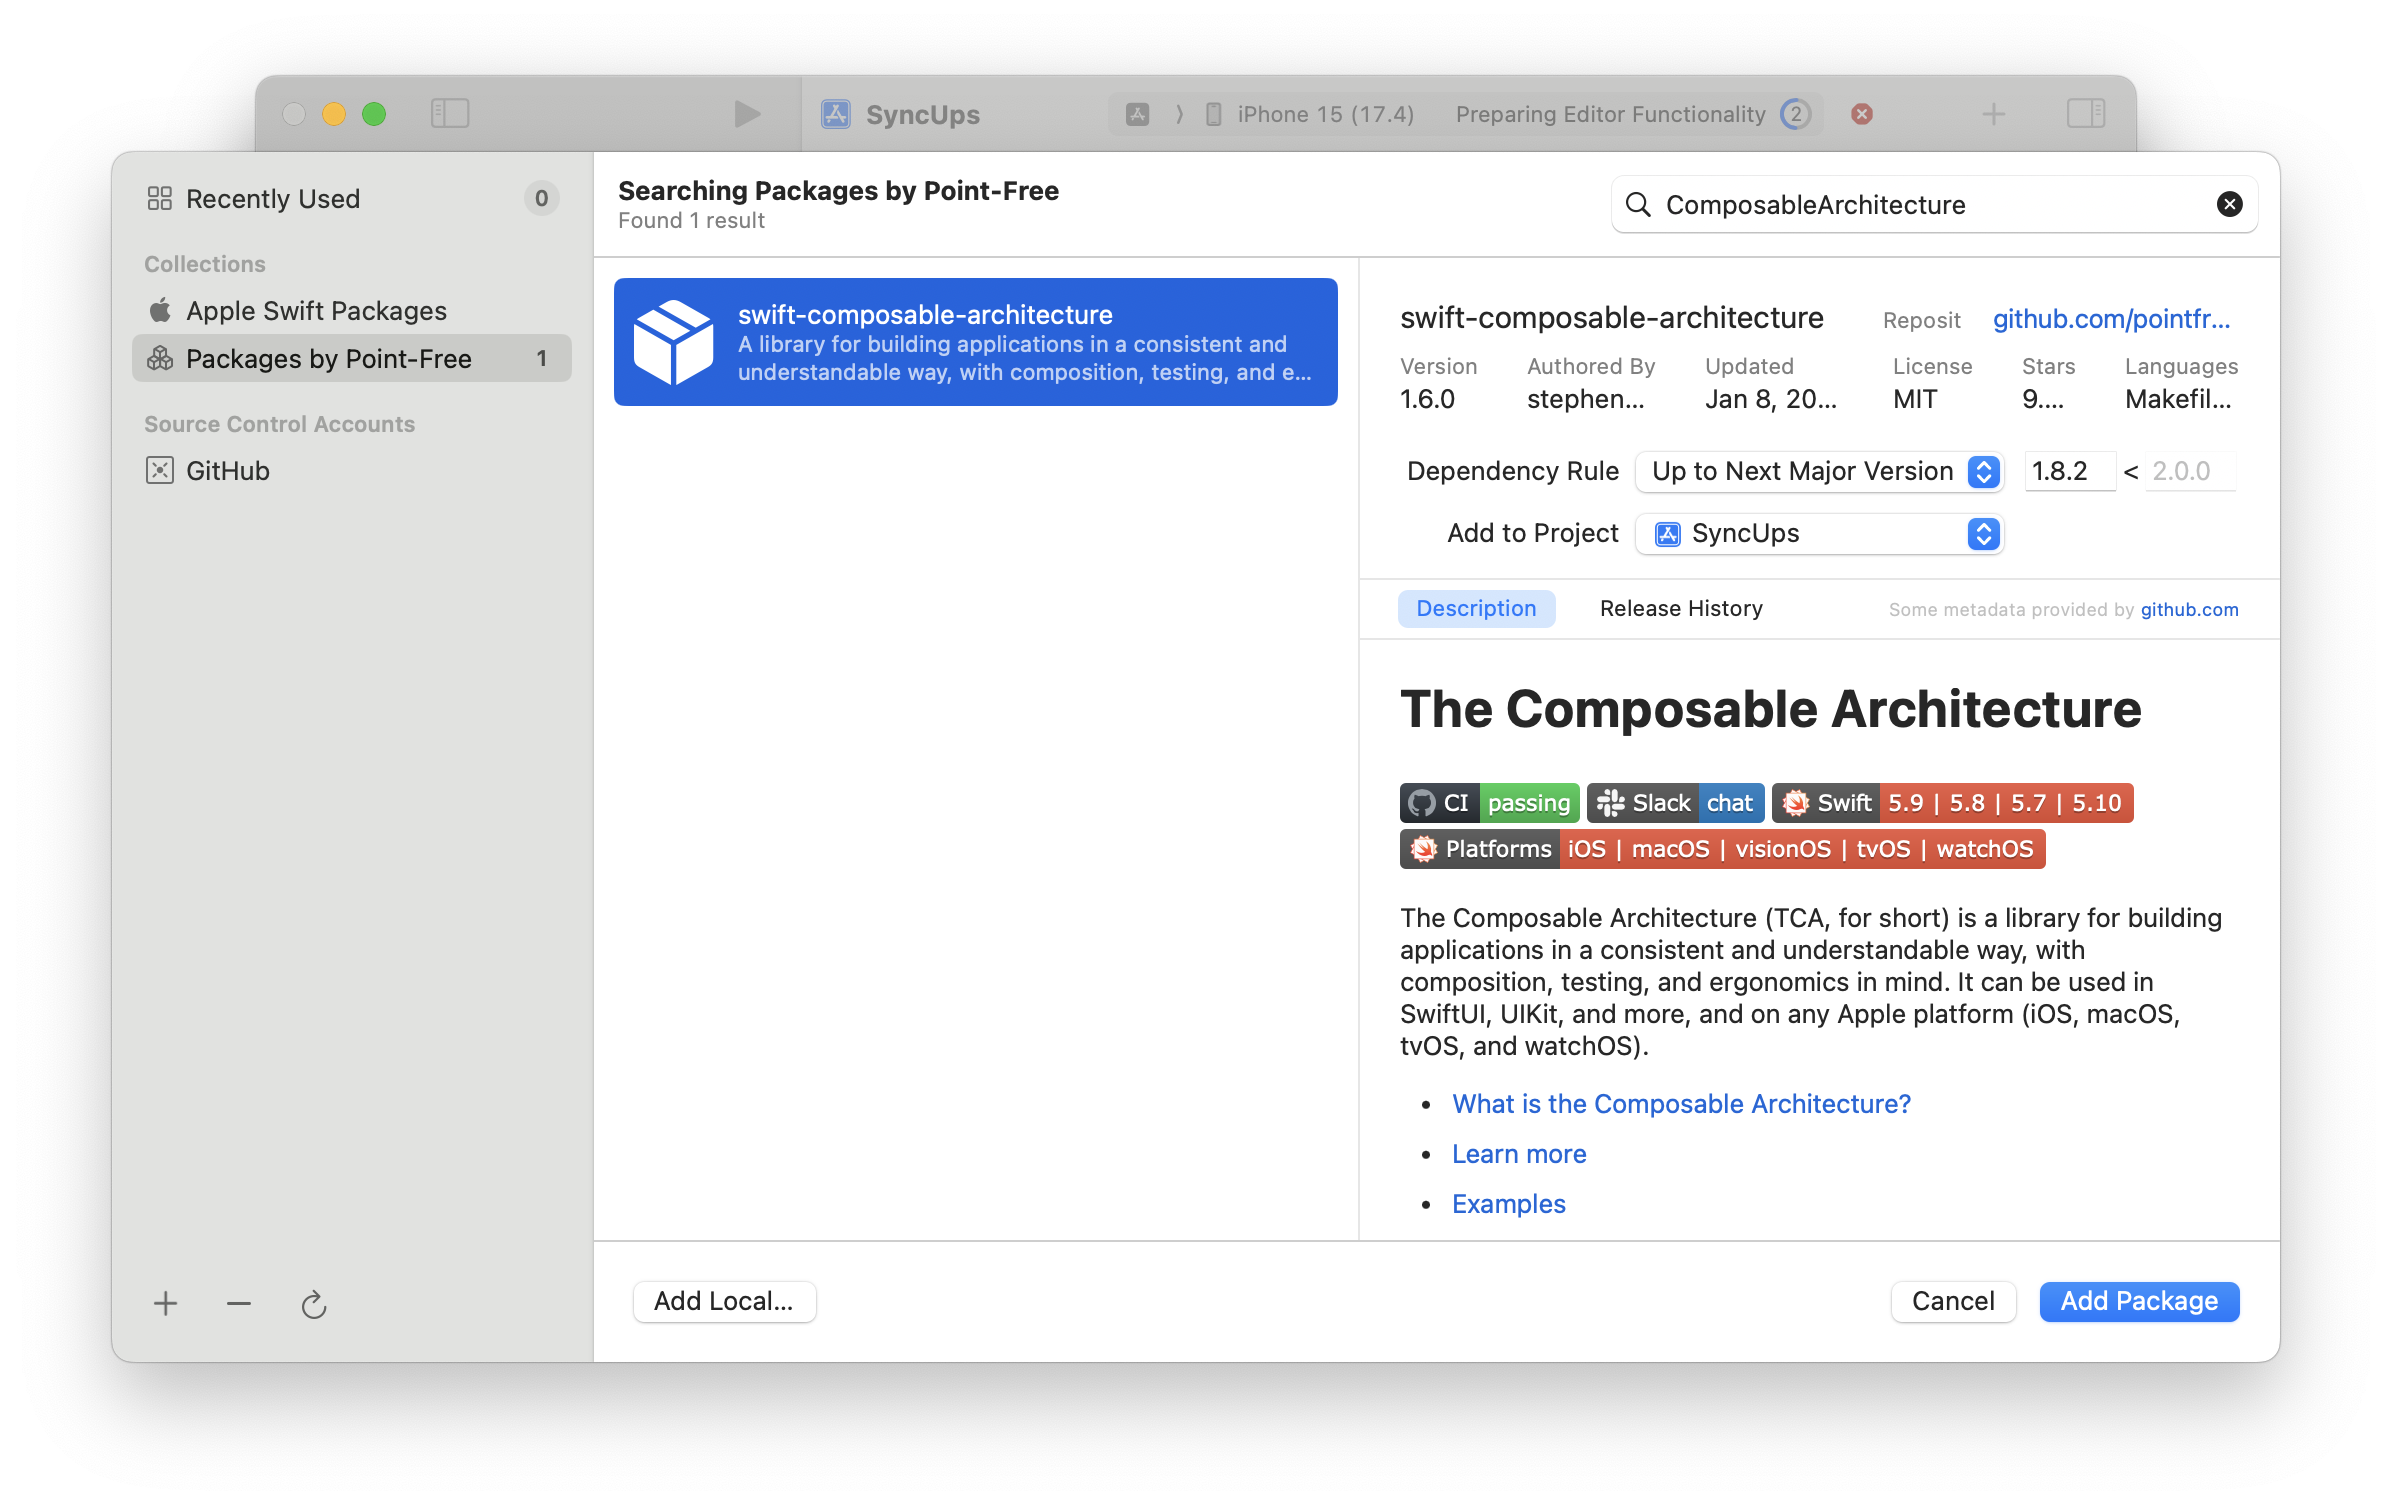 SyncUps
iPhone 15 (17.4)
Preparing Editor Functionality
2
Recently Used
0
Collections
Apple Swift Packages
Packages by Point-Free
1
Source Control Accounts
GitHub
Searching Packages by Point-Free
Found 1 result
ComposableArchitecture
swift-composable-architecture
A library for building applications in a consistent and
understandable way, with composition, testing, and e...
swift-composable-architecture
Reposit
github.com/pointfr...
Version
Authored By
Updated
License
Stars
Languages
1.6.0
stephen...
Jan 8, 20...
MIT
9....
Makefil...
Dependency Rule
Up to Next Major Version
1.8.2 < 2.0.0
Add to Project
SyncUps
Description
Release History
Some metadata provided by github.com
The Composable Architecture
CI passing
Slack chat
Swift 5.9 | 5.8 | 5.7 | 5.10
Platforms iOS | macOS | visionOS | tvOS | watchOS
The Composable Architecture (TCA, for short) is a library for building
applications in a consistent and understandable way, with
composition, testing, and ergonomics in mind. It can be used in
SwiftUI, UIKit, and more, and on any Apple platform (iOS, macOS,
tvOS, and watchOS).
• What is the Composable Architecture?
• Learn more
• Examples
Add Local...
Cancel
Add Package